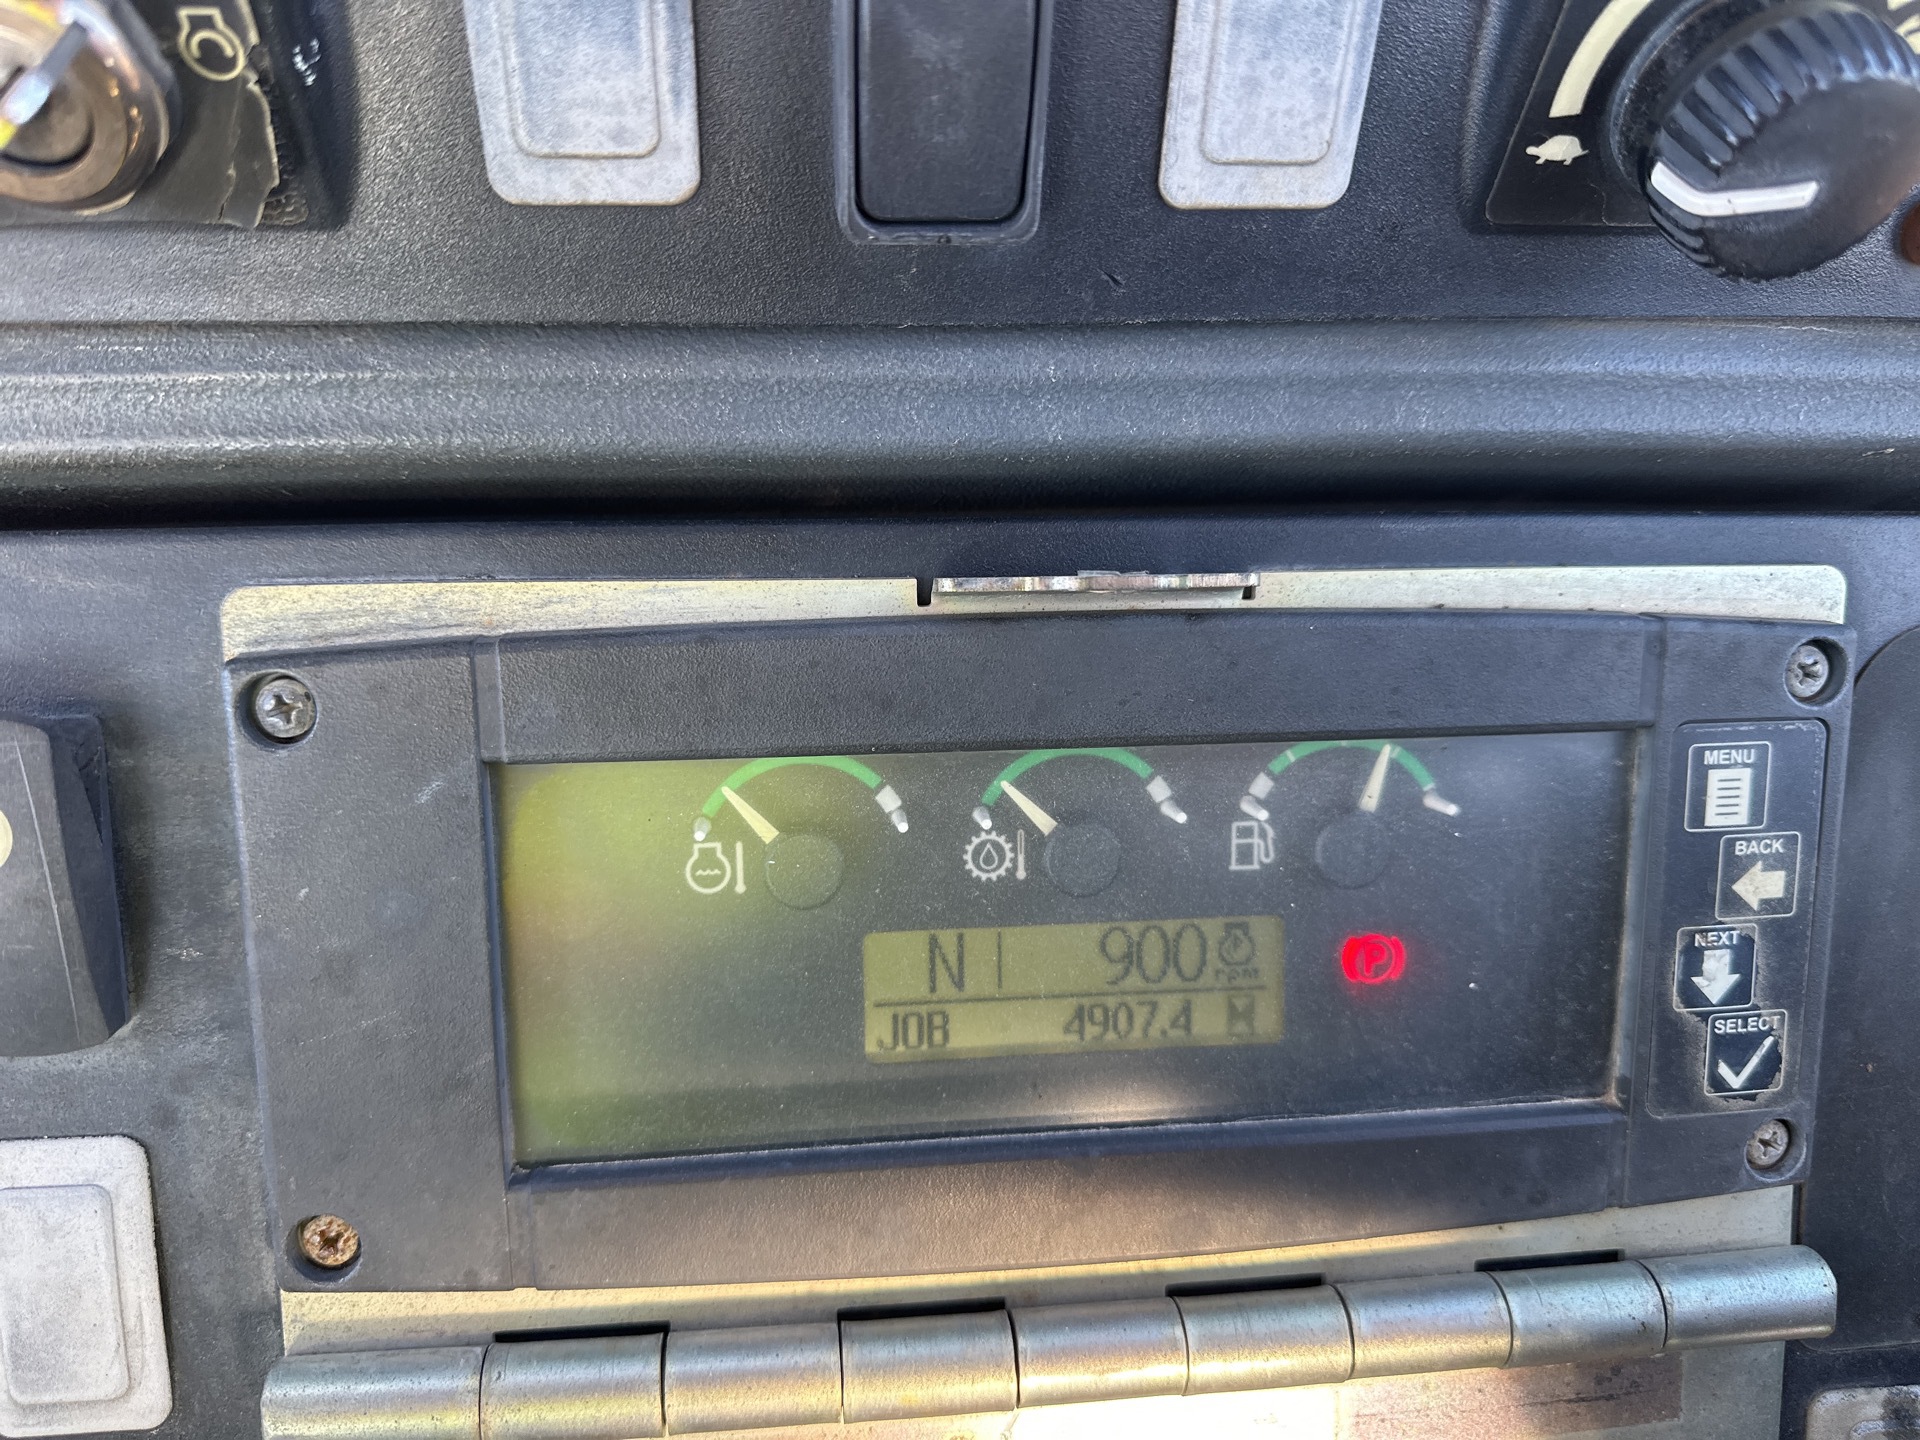 MENU
BACK
NEXT
SELECT
N 900 rpm
JOB 4907.4
P